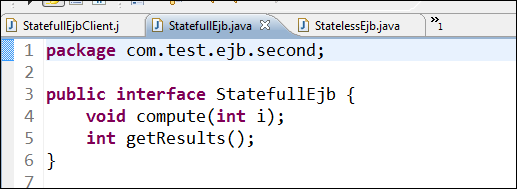 StatefullEjbClient.j
StatefullEjb.java
StatelessEjb.java
»1
1 package com.test.ejb.second;
2
3 public interface StatefullEjb {
4     void compute(int i);
5     int getResults();
6 }
7